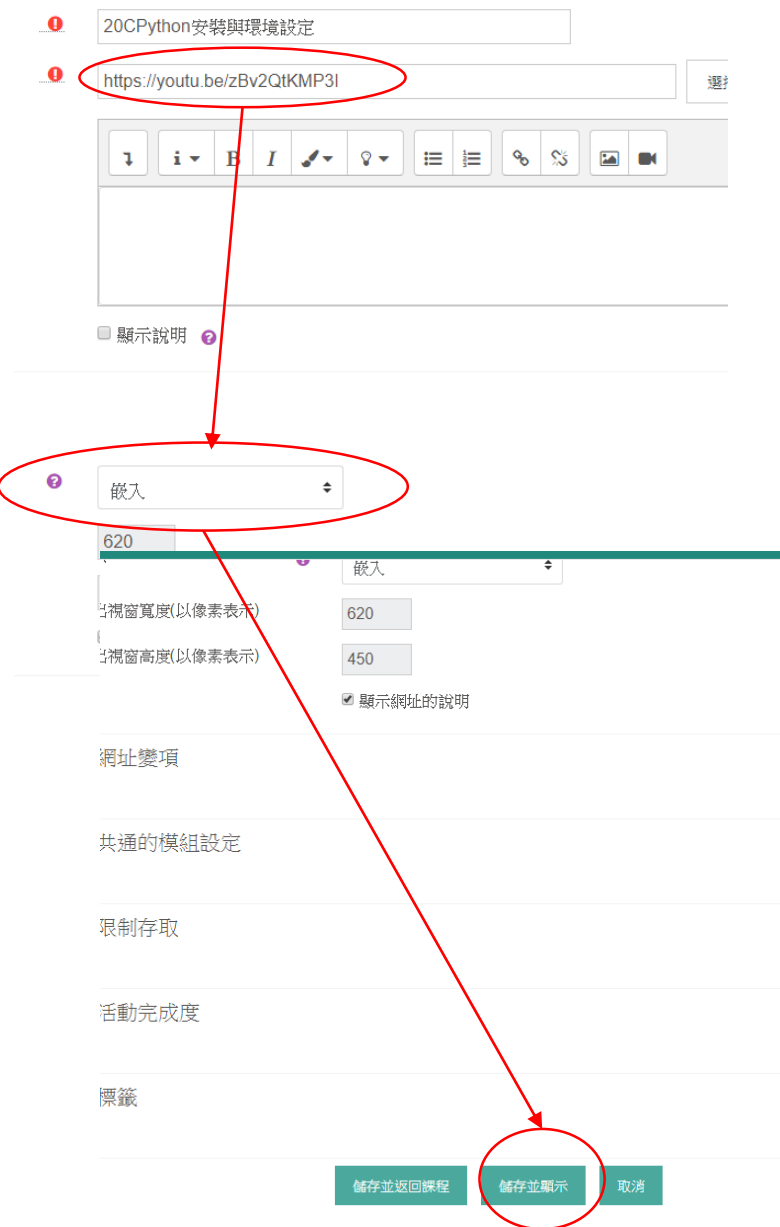 20CPython安裝與環境設定
https://youtu.be/zBv2QtKMP3I
選擇
B I
顯示說明
嵌入
620
嵌入
出視窗寬度(以像素表示) 620
出視窗高度(以像素表示) 450
顯示網址的說明
網址變項
共通的模組設定
限制存取
活動完成度
標籤
儲存並返回課程 儲存並顯示 取消